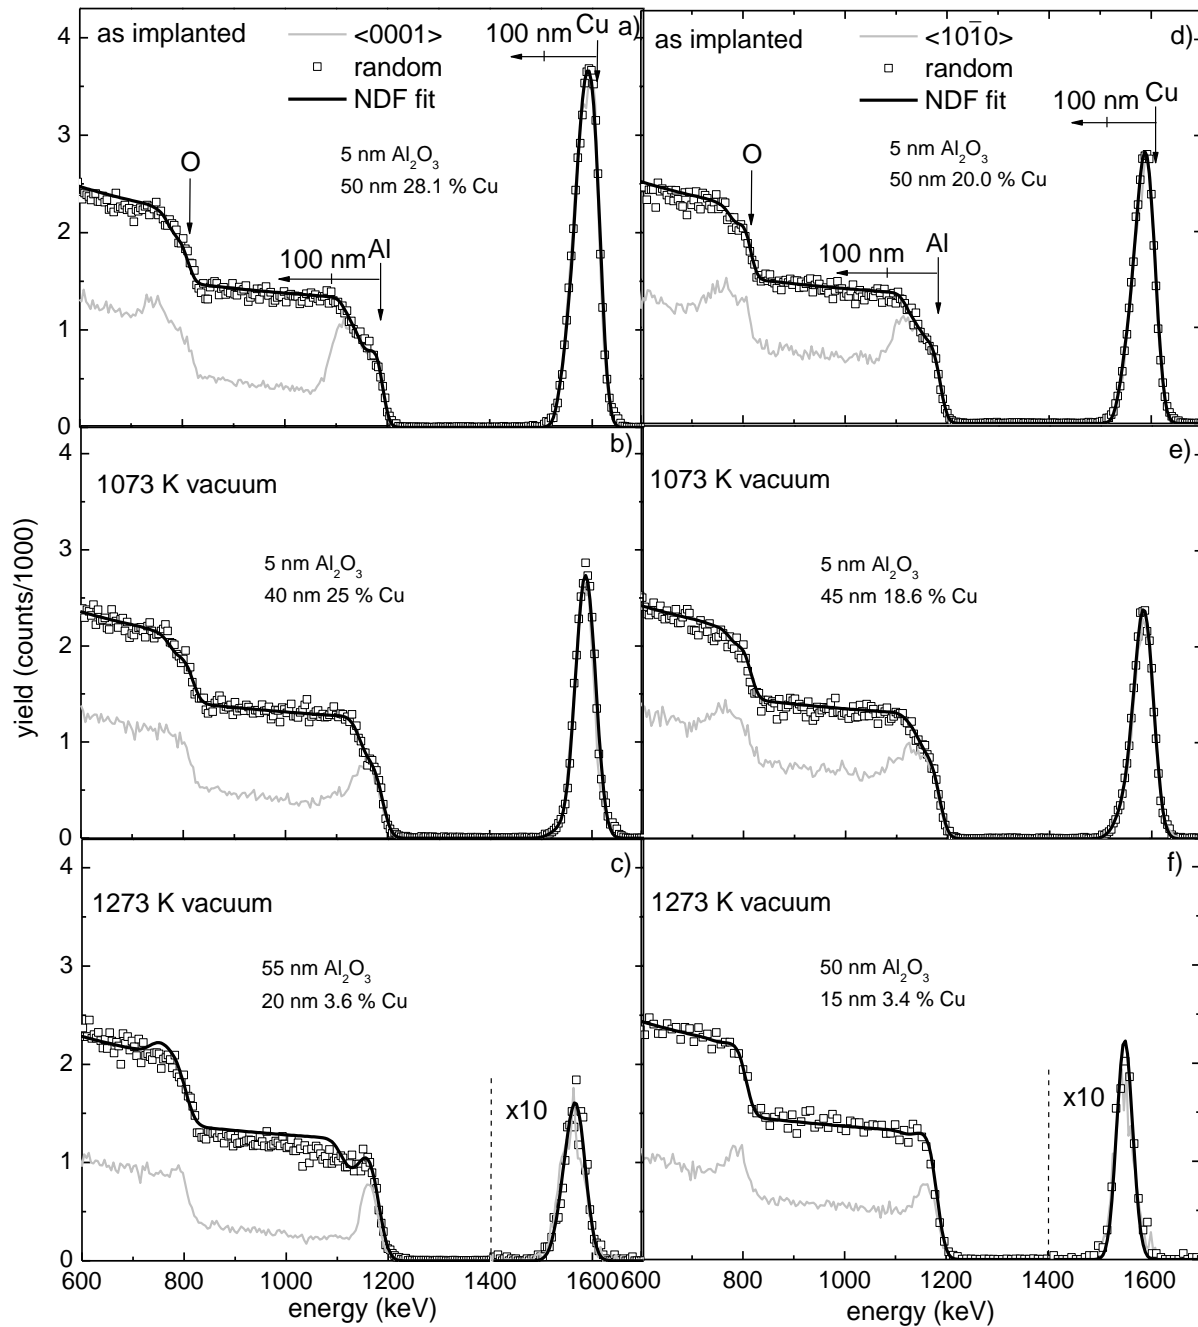 as implanted
<0001>
random
NDF fit
100 nm
Cu
a)
O
5 nm Al2O3
50 nm 28.1 % Cu
100 nm
Al
4
3
2
1
0
as implanted
<101̄0>
random
NDF fit
d)
100 nm
Cu
O
5 nm Al2O3
50 nm 20.0 % Cu
100 nm
Al
b)
1073 K vacuum
5 nm Al2O3
40 nm 25 % Cu
4
3
2
1
0
yield (counts/1000)
e)
1073 K vacuum
5 nm Al2O3
45 nm 18.6 % Cu
c)
1273 K vacuum
55 nm Al2O3
20 nm 3.6 % Cu
x10
4
3
2
1
0
600 800 1000 1200 1400 1600
energy (keV)
f)
1273 K vacuum
50 nm Al2O3
15 nm 3.4 % Cu
x10
600 800 1000 1200 1400 1600
energy (keV)